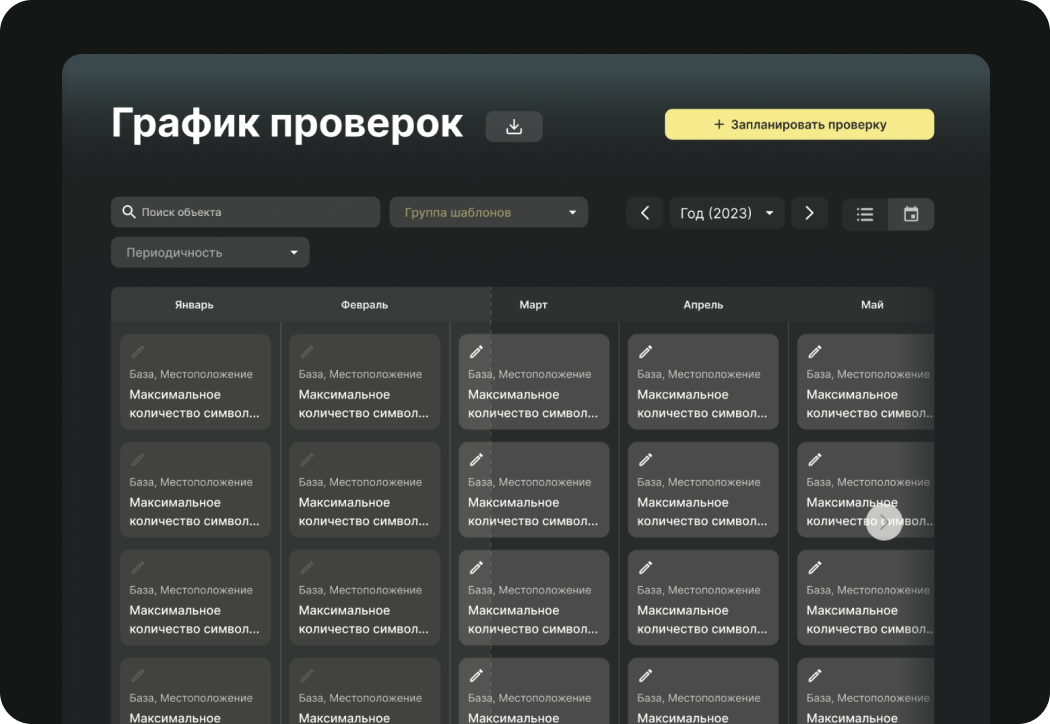 График проверок
+ Запланировать проверку
Поиск объекта
Группа шаблонов
Год (2023)
Периодичность
Январь Февраль Март Апрель Май
База, Местоположение База, Местоположение База, Местоположение База, Местоположение База, Местоположение
Максимальное Максимальное Максимальное Максимальное Максимальное
количество символ... количество символ... количество символ... количество символ... количество символ...
База, Местоположение База, Местоположение База, Местоположение База, Местоположение База, Местоположение
Максимальное Максимальное Максимальное Максимальное Максимальное
количество символ... количество символ... количество символ... количество символ... количество символ...
База, Местоположение База, Местоположение База, Местоположение База, Местоположение База, Местоположение
Максимальное Максимальное Максимальное Максимальное Максимальное
количество символ... количество символ... количество символ... количество символ... количество символ...
База, Местоположение База, Местоположение База, Местоположение База, Местоположение База, Местоположение
Максимальное Максимальное Максимальное Максимальное Максимальное